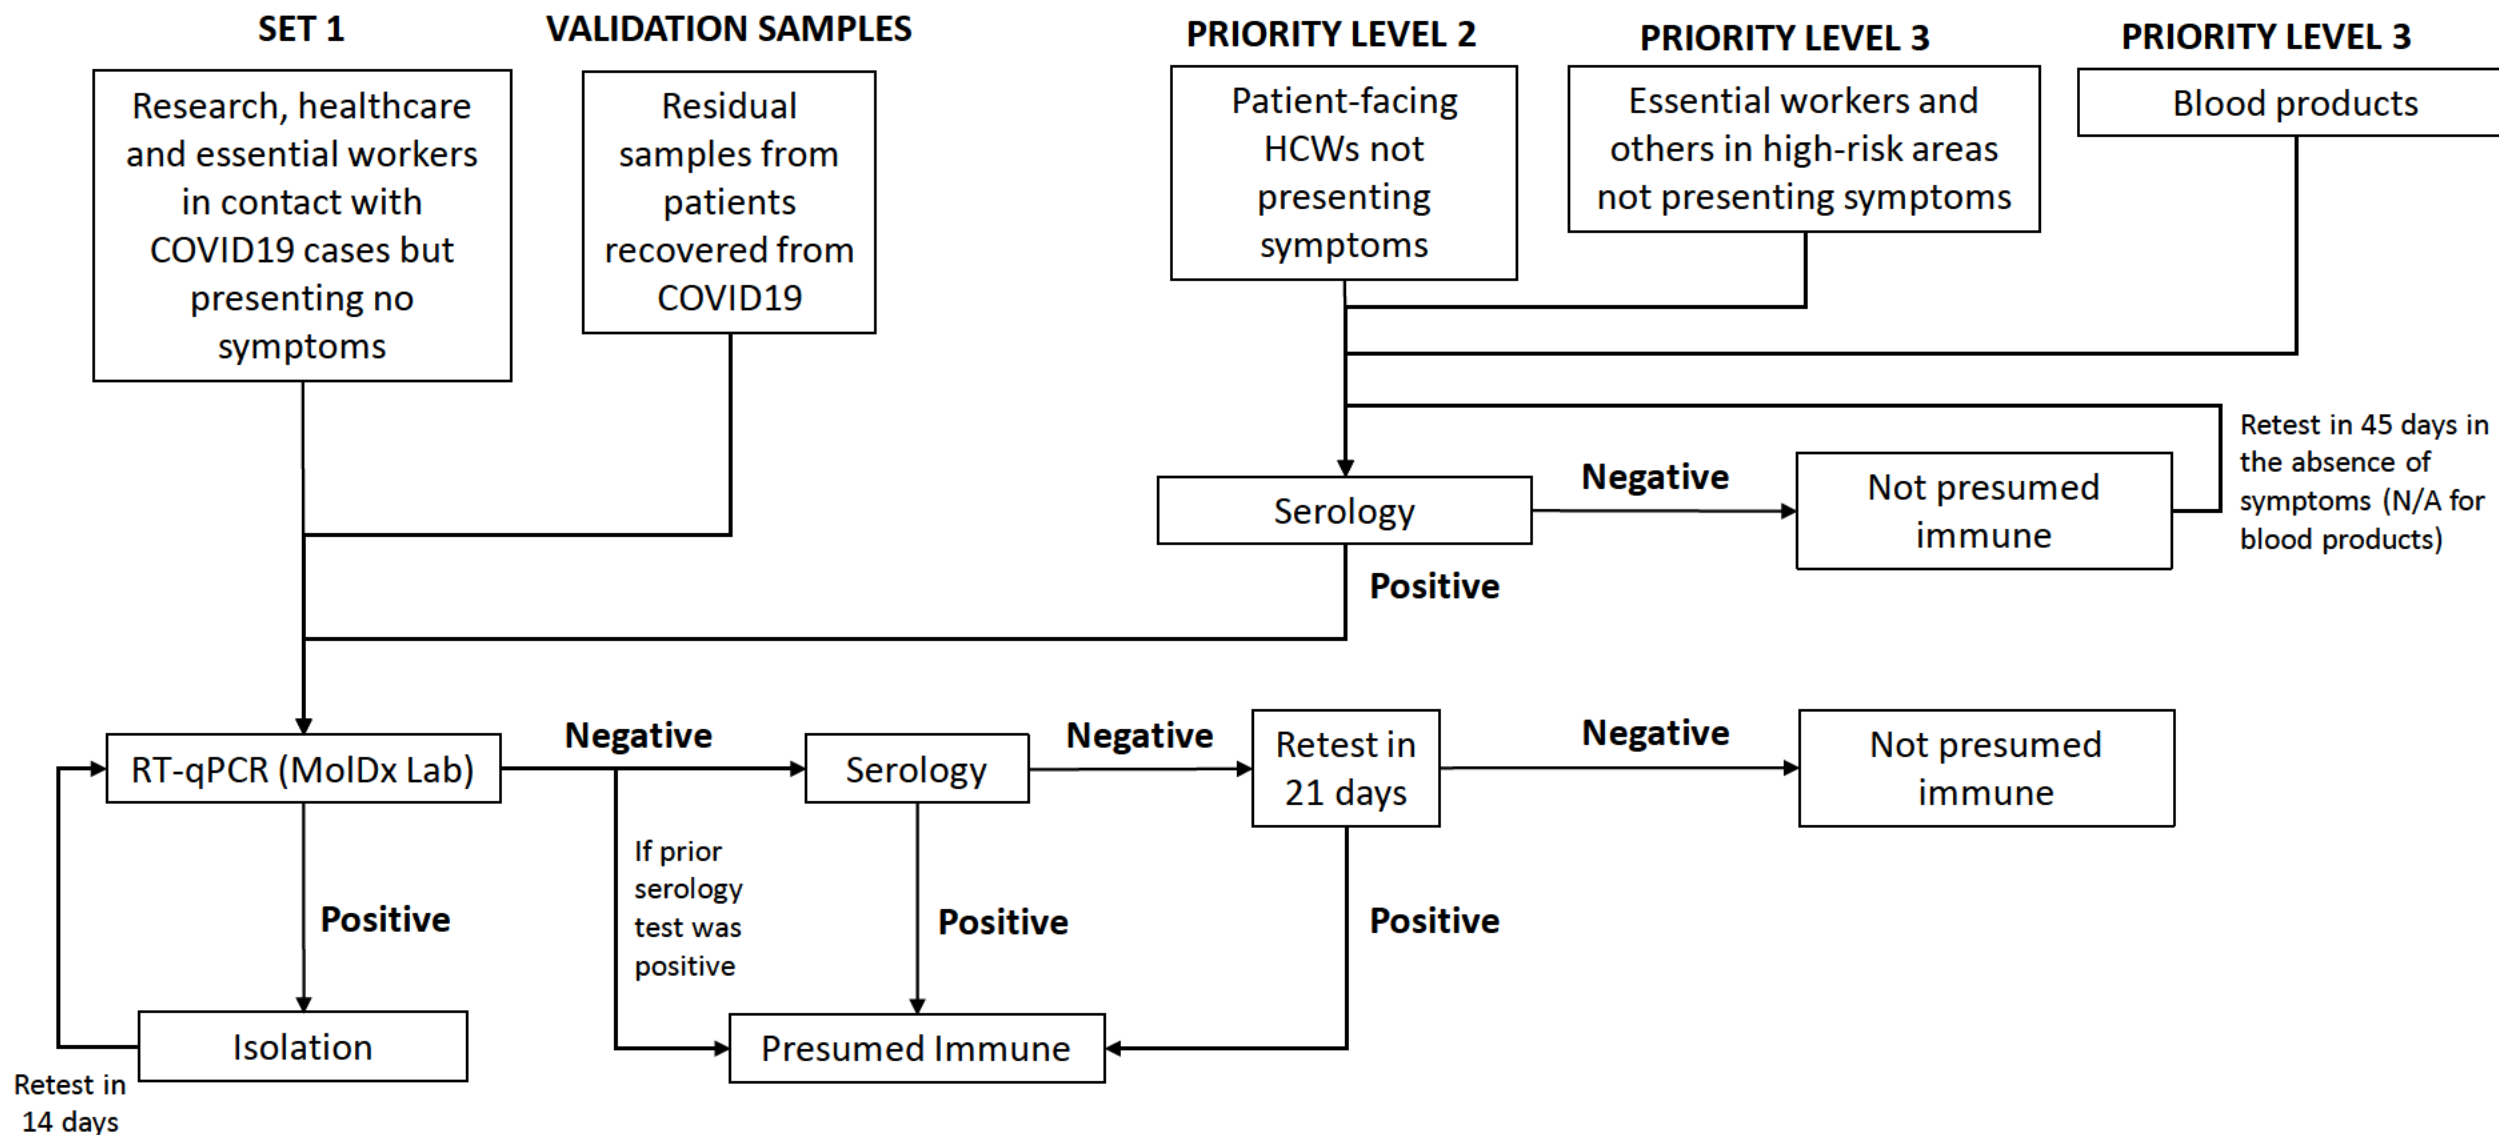 SET 1
Research, healthcare
and essential workers
in contact with
COVID19 cases but
presenting no
symptoms
VALIDATION SAMPLES
Residual
samples from
patients
recovered from
COVID19
PRIORITY LEVEL 2
Patient-facing
HCWs not
presenting
symptoms
PRIORITY LEVEL 3
Essential workers and
others in high-risk areas
not presenting symptoms
PRIORITY LEVEL 3
Blood products
Serology
Negative
Not presumed
immune
Retest in 45 days in
the absence of
symptoms (N/A for
blood products)
Positive
RT-qPCR (MolDx Lab)
Negative
Serology
Negative
Retest in
21 days
Negative
Not presumed
immune
If prior
serology
test was
positive
Positive
Positive
Positive
Isolation
Presumed Immune
Retest in
14 days